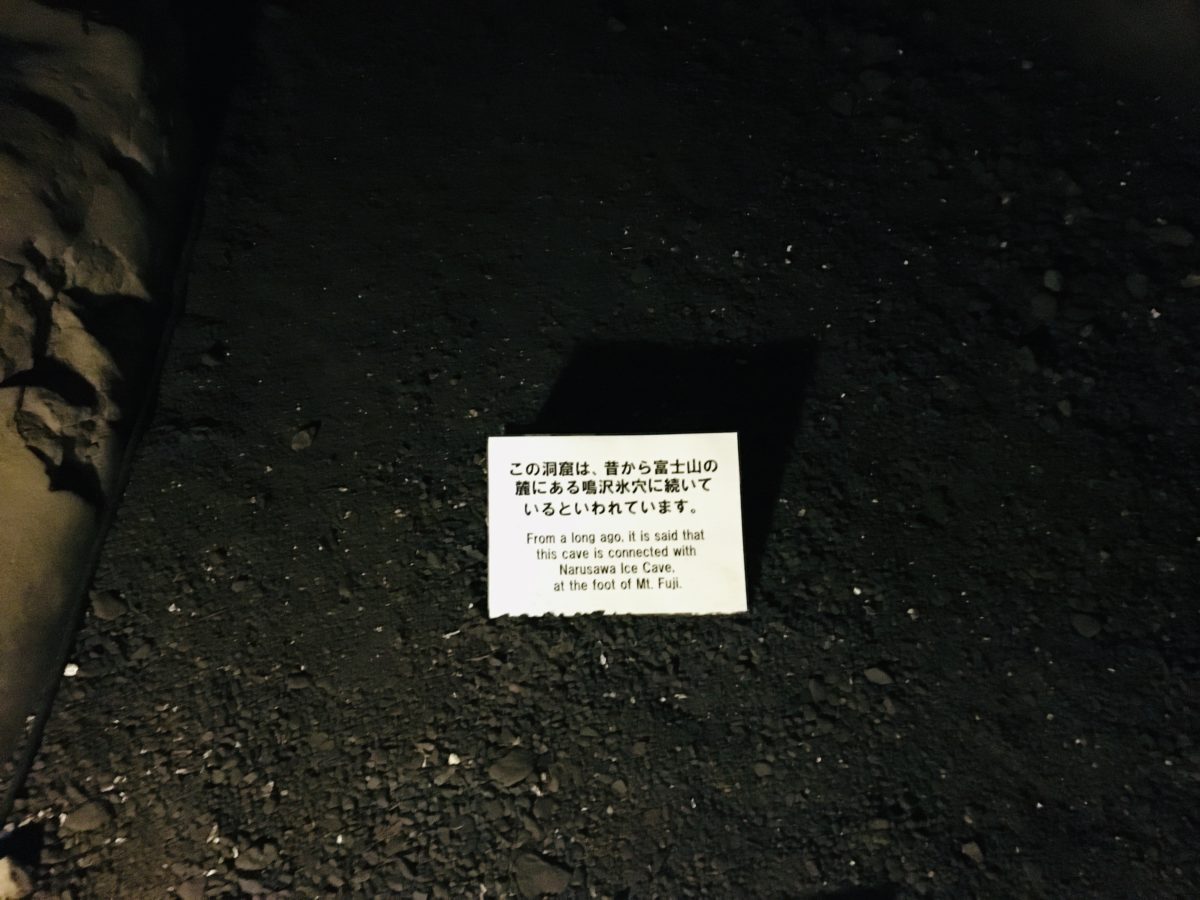 この洞窟は、昔から富士山の
麓にある鳴沢氷穴に続いて
いるといわれています。
From a long ago, it is said that
this cave is connected with
Narusawa Ice Cave,
at the foot of Mt. Fuji.